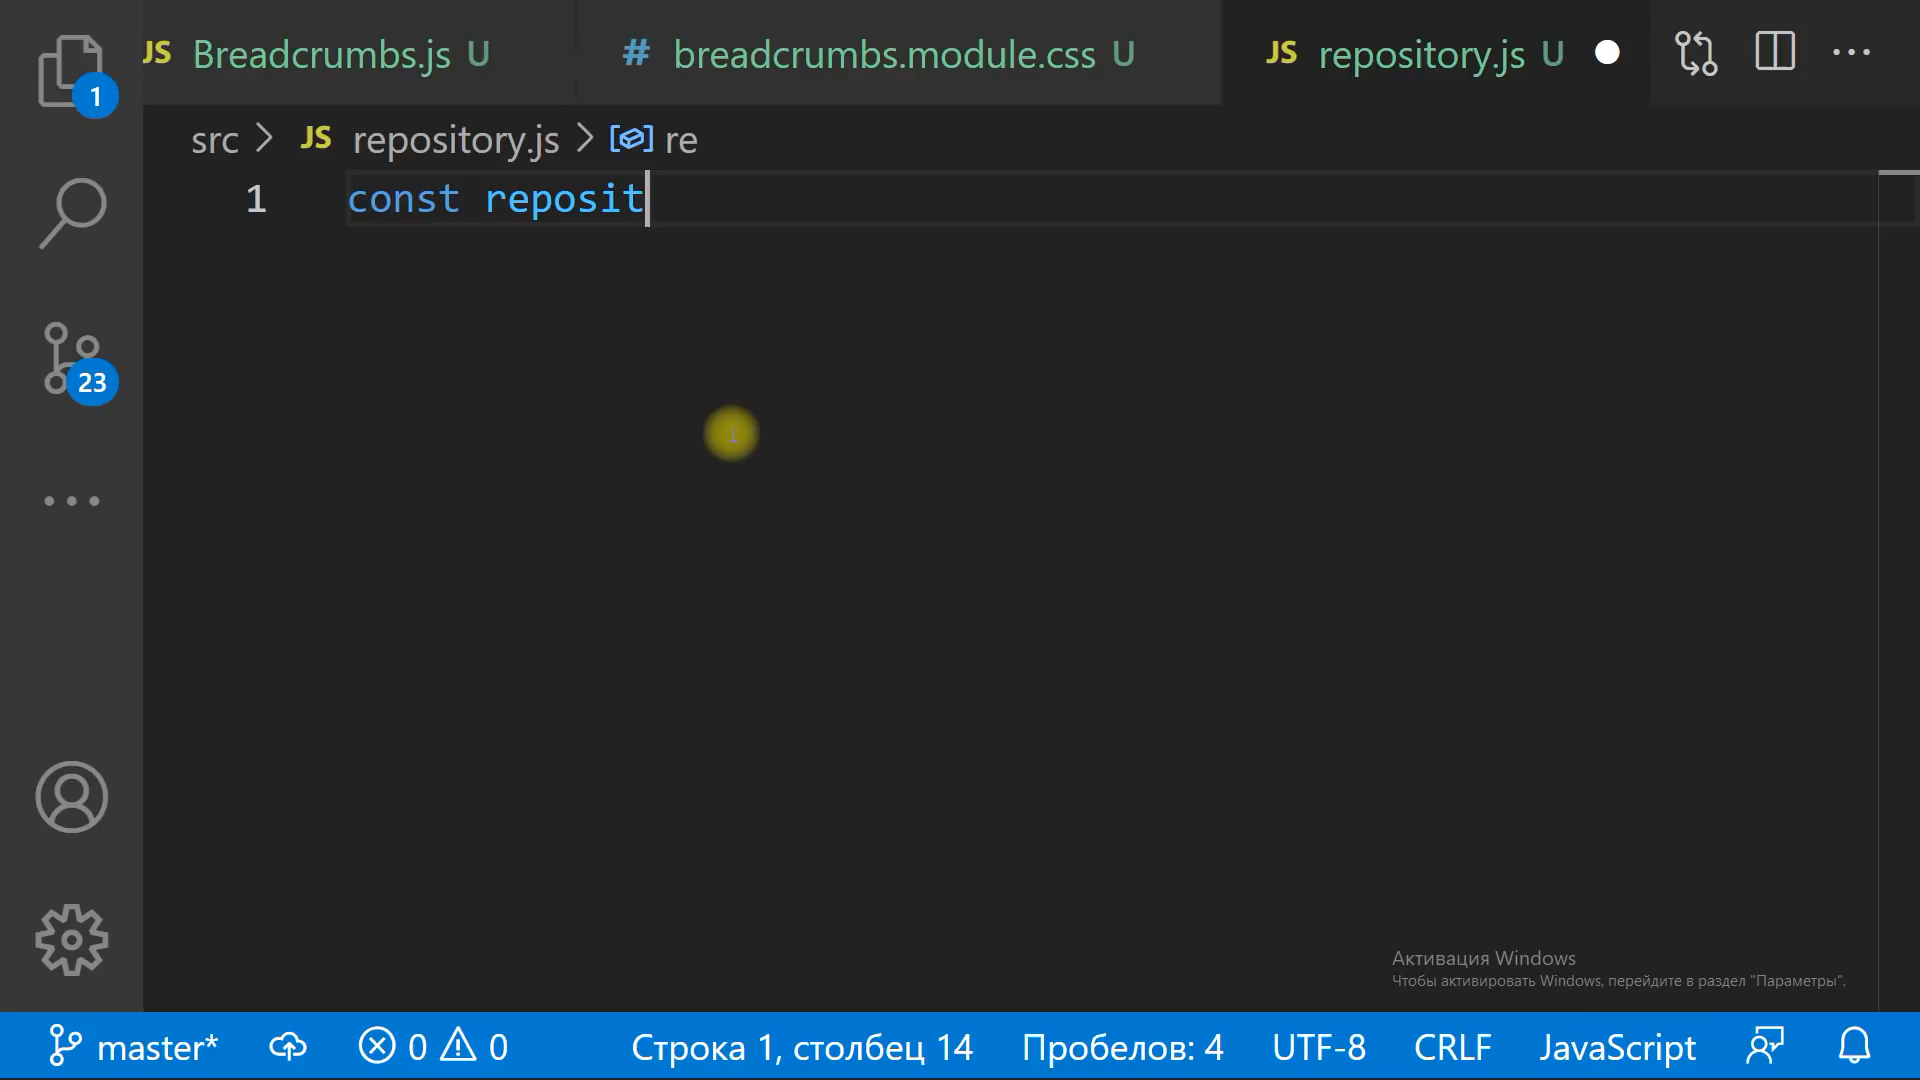 JS Breadcrumbs.js U
# breadcrumbs.module.css U
JS repository.js U
1
src > JS repository.js > re
1 const reposit
23
Активация Windows
Чтобы активировать Windows, перейдите в раздел "Параметры".
master* 0 0 Строка 1, столбец 14 Пробелов: 4 UTF-8 CRLF JavaScript